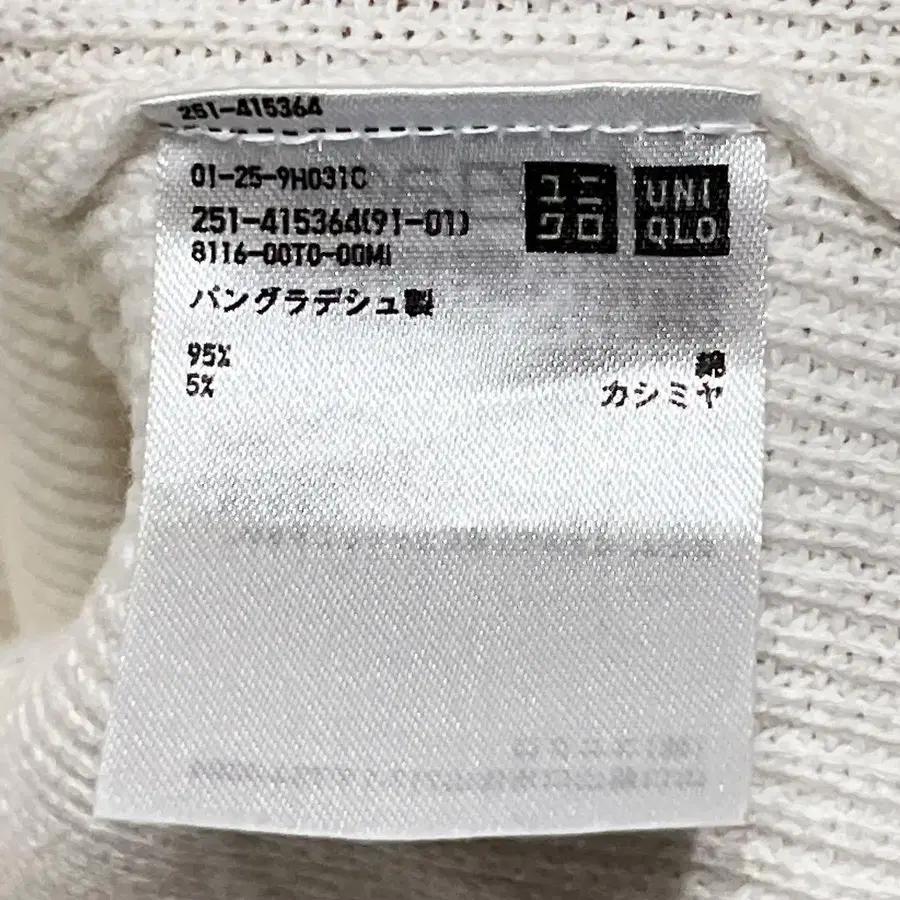 251-415364
01-25-9H031C
251-415364(91-01)
8116-00T0-00MI
ユニクロ
UNI
QLO
バングラデシュ製
95% 綿
5% カシミヤ